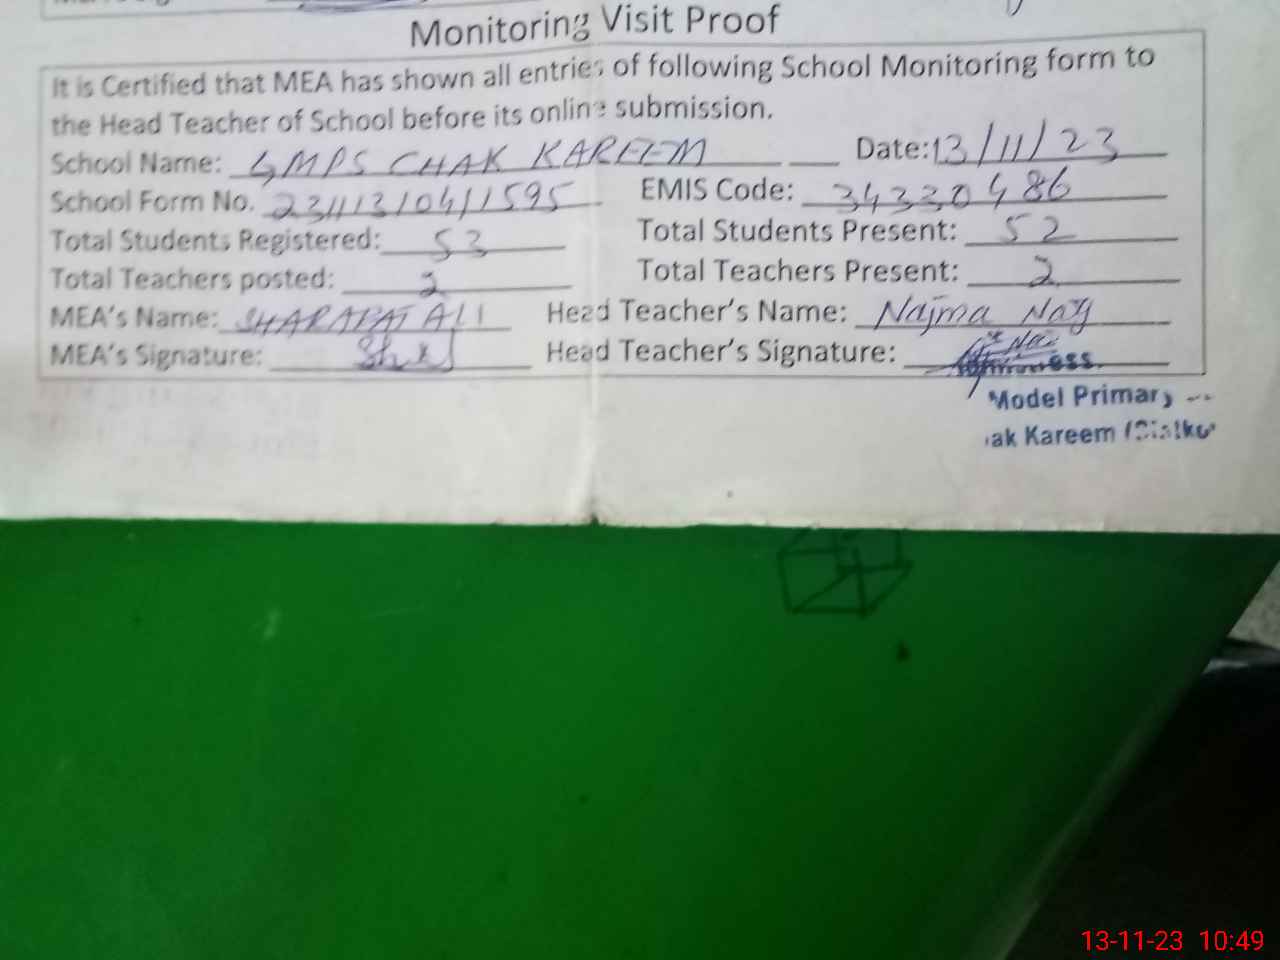 Monitoring Visit Proof
It is Certified that MEA has shown all entries of following School Monitoring form to
the Head Teacher of School before its online submission.
School Name: GMPS CHAK KAREEM Date: 13/11/23
School Form No. 231113/04/1595 EMIS Code: 34330486
Total Students Registered: 53 Total Students Present: 52
Total Teachers posted: 2 Total Teachers Present: 2
MEA's Name: SHARAFAT ALI Head Teacher's Name: Najma Naz
MEA's Signature: Head Teacher's Signature:
Model Primary
Kareem
13-11-23 10:49